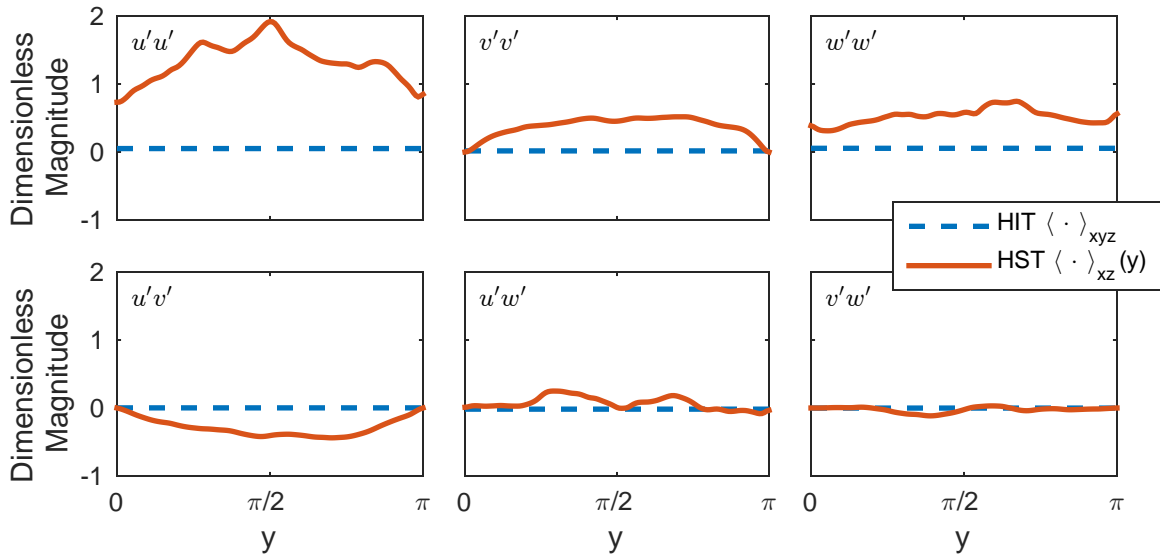 Dimensionless
Magnitude
2
1
0
-1
u′u′
v′v′
w′w′
HIT ⟨ · ⟩xyz
HST ⟨ · ⟩xz (y)
Dimensionless
Magnitude
2
1
0
-1
u′v′
u′w′
v′w′
0 π/2 π
0 π/2 π
0 π/2 π
y
y
y